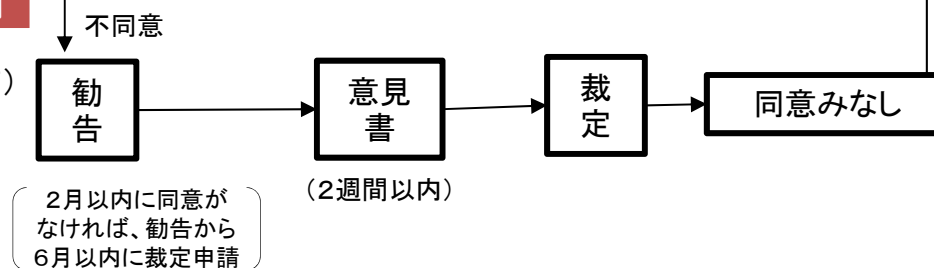 不同意
)
勧
告
意見
書
裁
定
同意みなし
2月以内に同意が
なければ、勧告から
6月以内に裁定申請
(2週間以内)